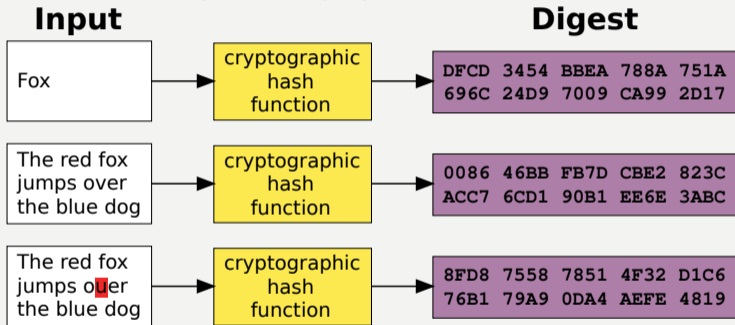 Input
Digest
Fox
cryptographic
hash
function
DFCD 3454 BBEA 788A 751A
696C 24D9 7009 CA99 2D17
The red fox
jumps over
the blue dog
cryptographic
hash
function
0086 46BB FB7D CBE2 823C
ACC7 6CD1 90B1 EE6E 3ABC
The red fox
jumps ouer
the blue dog
cryptographic
hash
function
8FD8 7558 7851 4F32 D1C6
76B1 79A9 0DA4 AEFE 4819